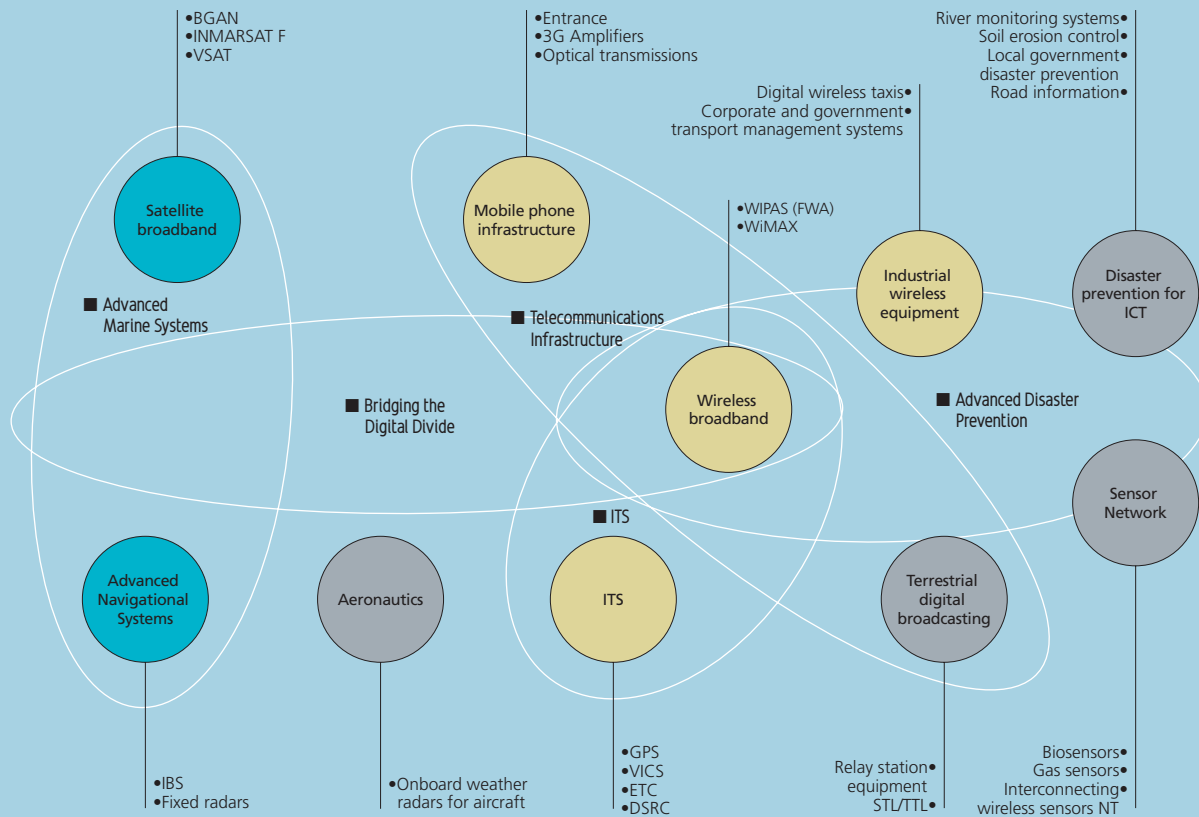 •BGAN
•INMARSAT F
•VSAT
•Entrance
•3G Amplifiers
•Optical transmissions
River monitoring systems•
Soil erosion control•
Local government•
disaster prevention
Road information•
Digital wireless taxis•
Corporate and government•
transport management systems
Satellite
broadband
Mobile phone
infrastructure
•WIPAS (FWA)
•WiMAX
Industrial
wireless
equipment
Disaster
prevention for
ICT
■ Advanced
Marine Systems
■ Telecommunications
Infrastructure
■ Bridging the
Digital Divide
Wireless
broadband
■ Advanced Disaster
Prevention
Sensor
Network
■ ITS
Advanced
Navigational
Systems
Aeronautics
ITS
Terrestrial
digital
broadcasting
•IBS
•Fixed radars
•Onboard weather
radars for aircraft
•GPS
•VICS
•ETC
•DSRC
Relay station•
equipment
STL/TTL•
Biosensors•
Gas sensors•
Interconnecting•
wireless sensors NT